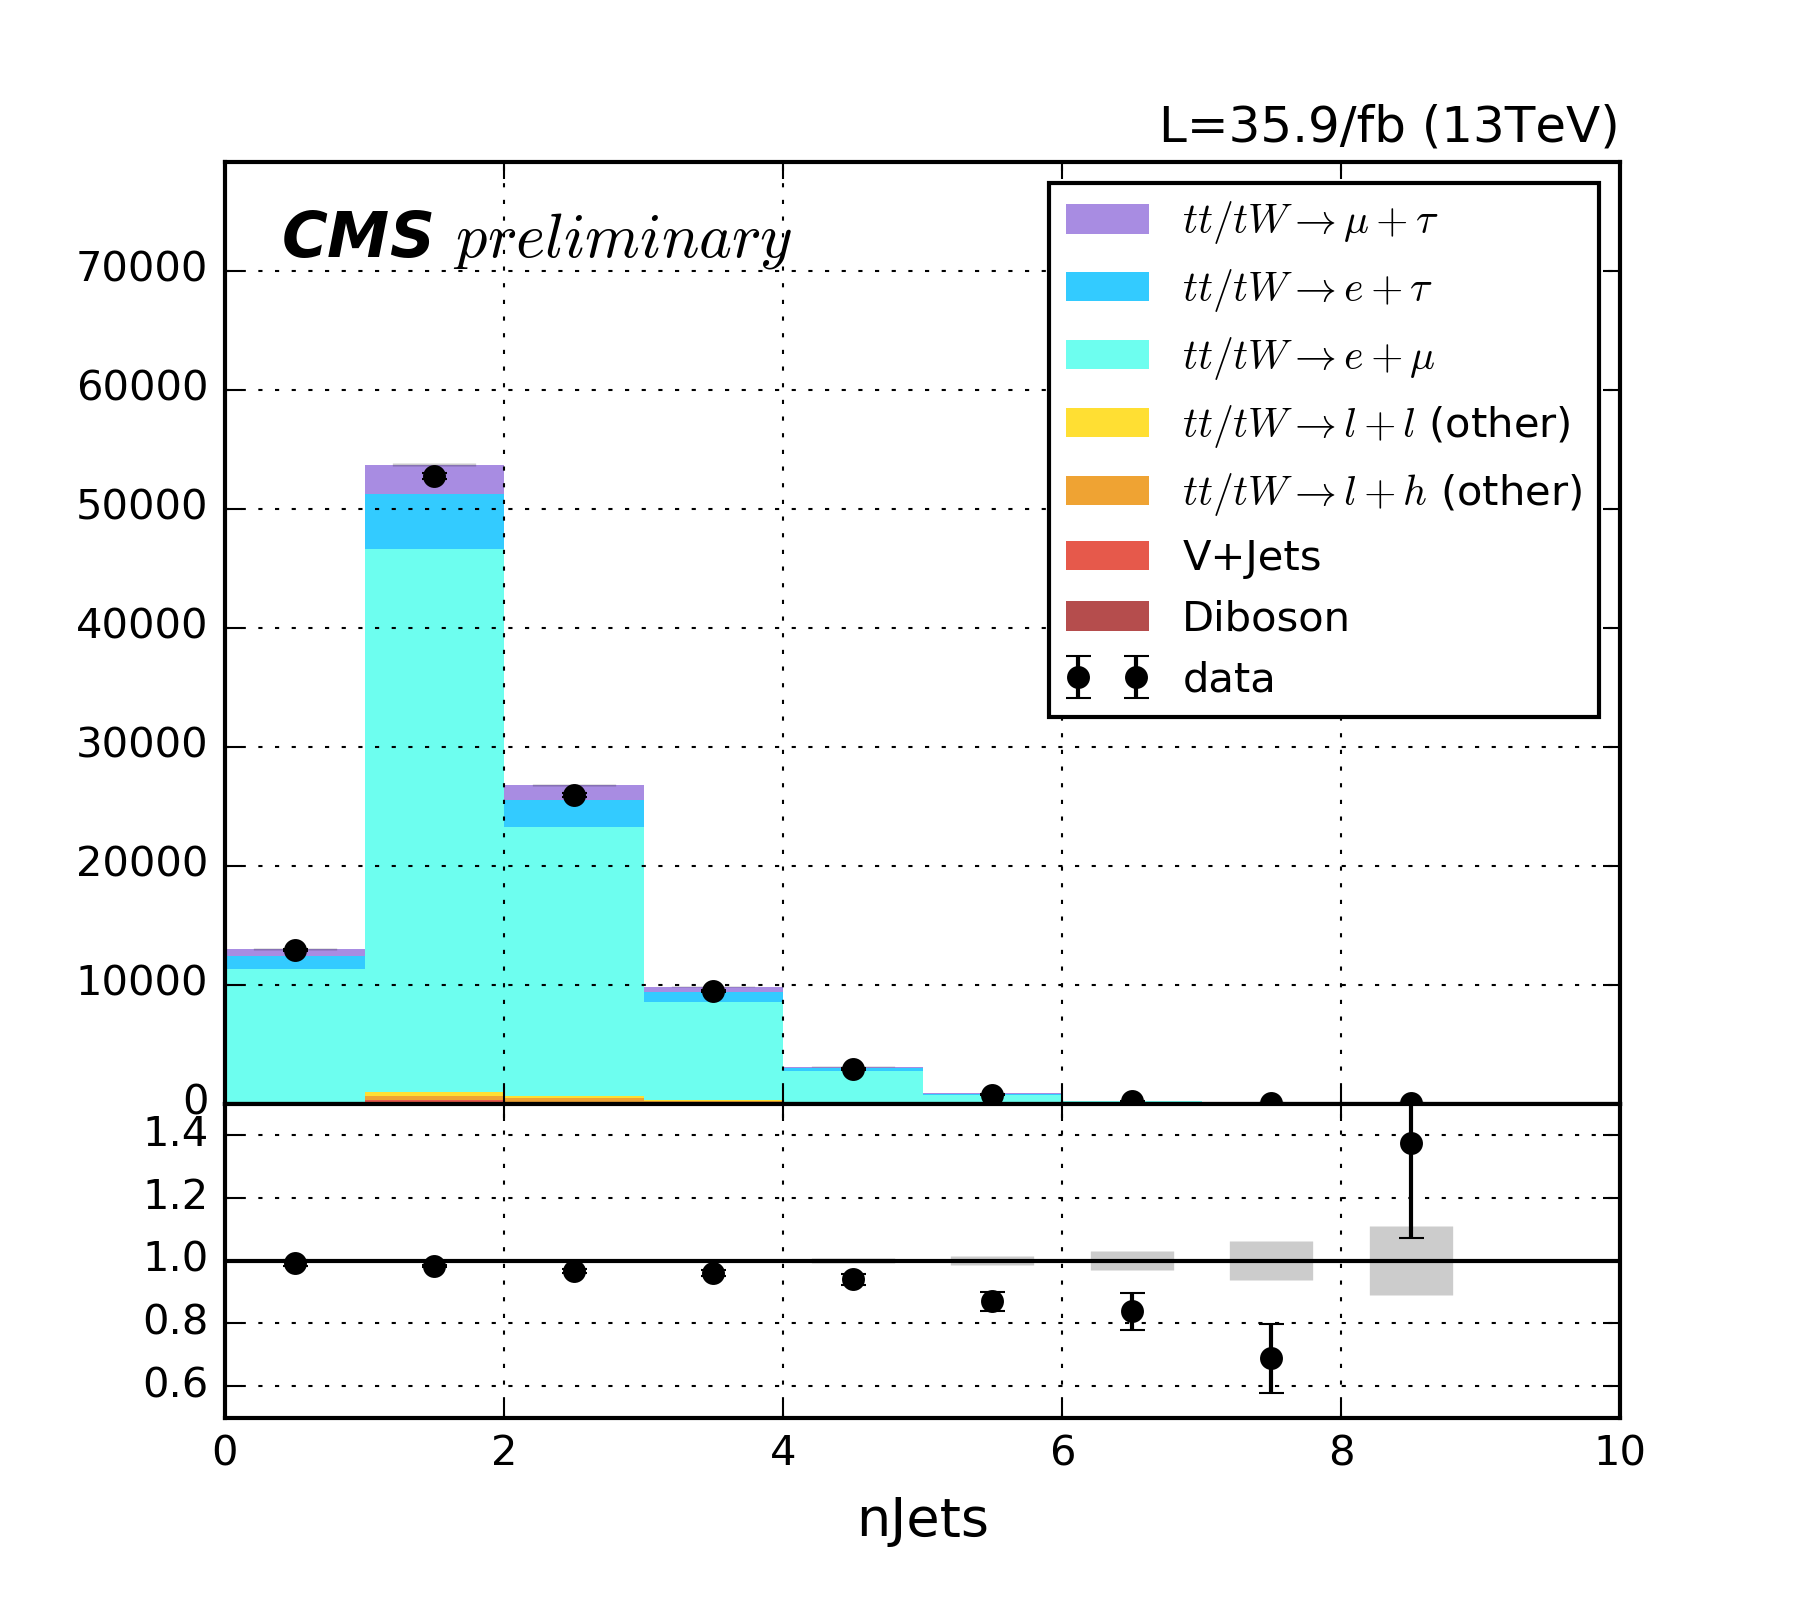 L=35.9/fb (13TeV)
CMS preliminary
tt/tW → μ + τ
tt/tW → e + τ
tt/tW → e + μ
tt/tW → l + l (other)
tt/tW → l + h (other)
V+Jets
Diboson
data
70000
60000
50000
40000
30000
20000
10000
0
1.4
1.2
1.0
0.8
0.6
0 2 4 6 8 10
nJets